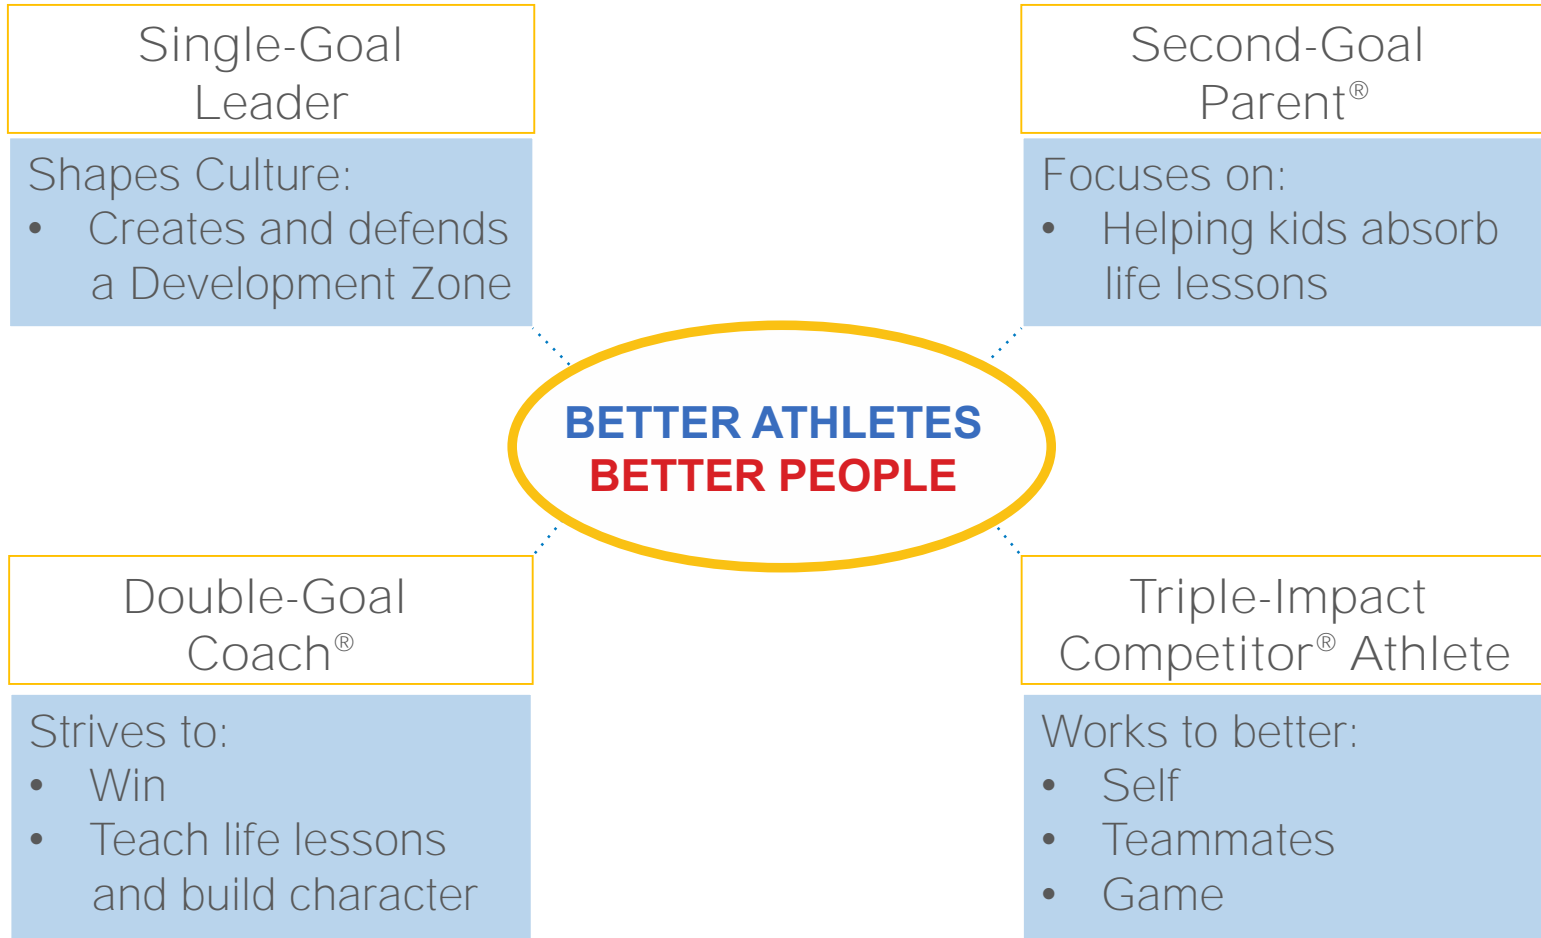 Single-Goal
Leader
Shapes Culture:
• Creates and defends
a Development Zone
Second-Goal
Parent®
Focuses on:
• Helping kids absorb
life lessons
BETTER ATHLETES
BETTER PEOPLE
Double-Goal
Coach®
Strives to:
• Win
• Teach life lessons
and build character
Triple-Impact
Competitor® Athlete
Works to better:
• Self
• Teammates
• Game